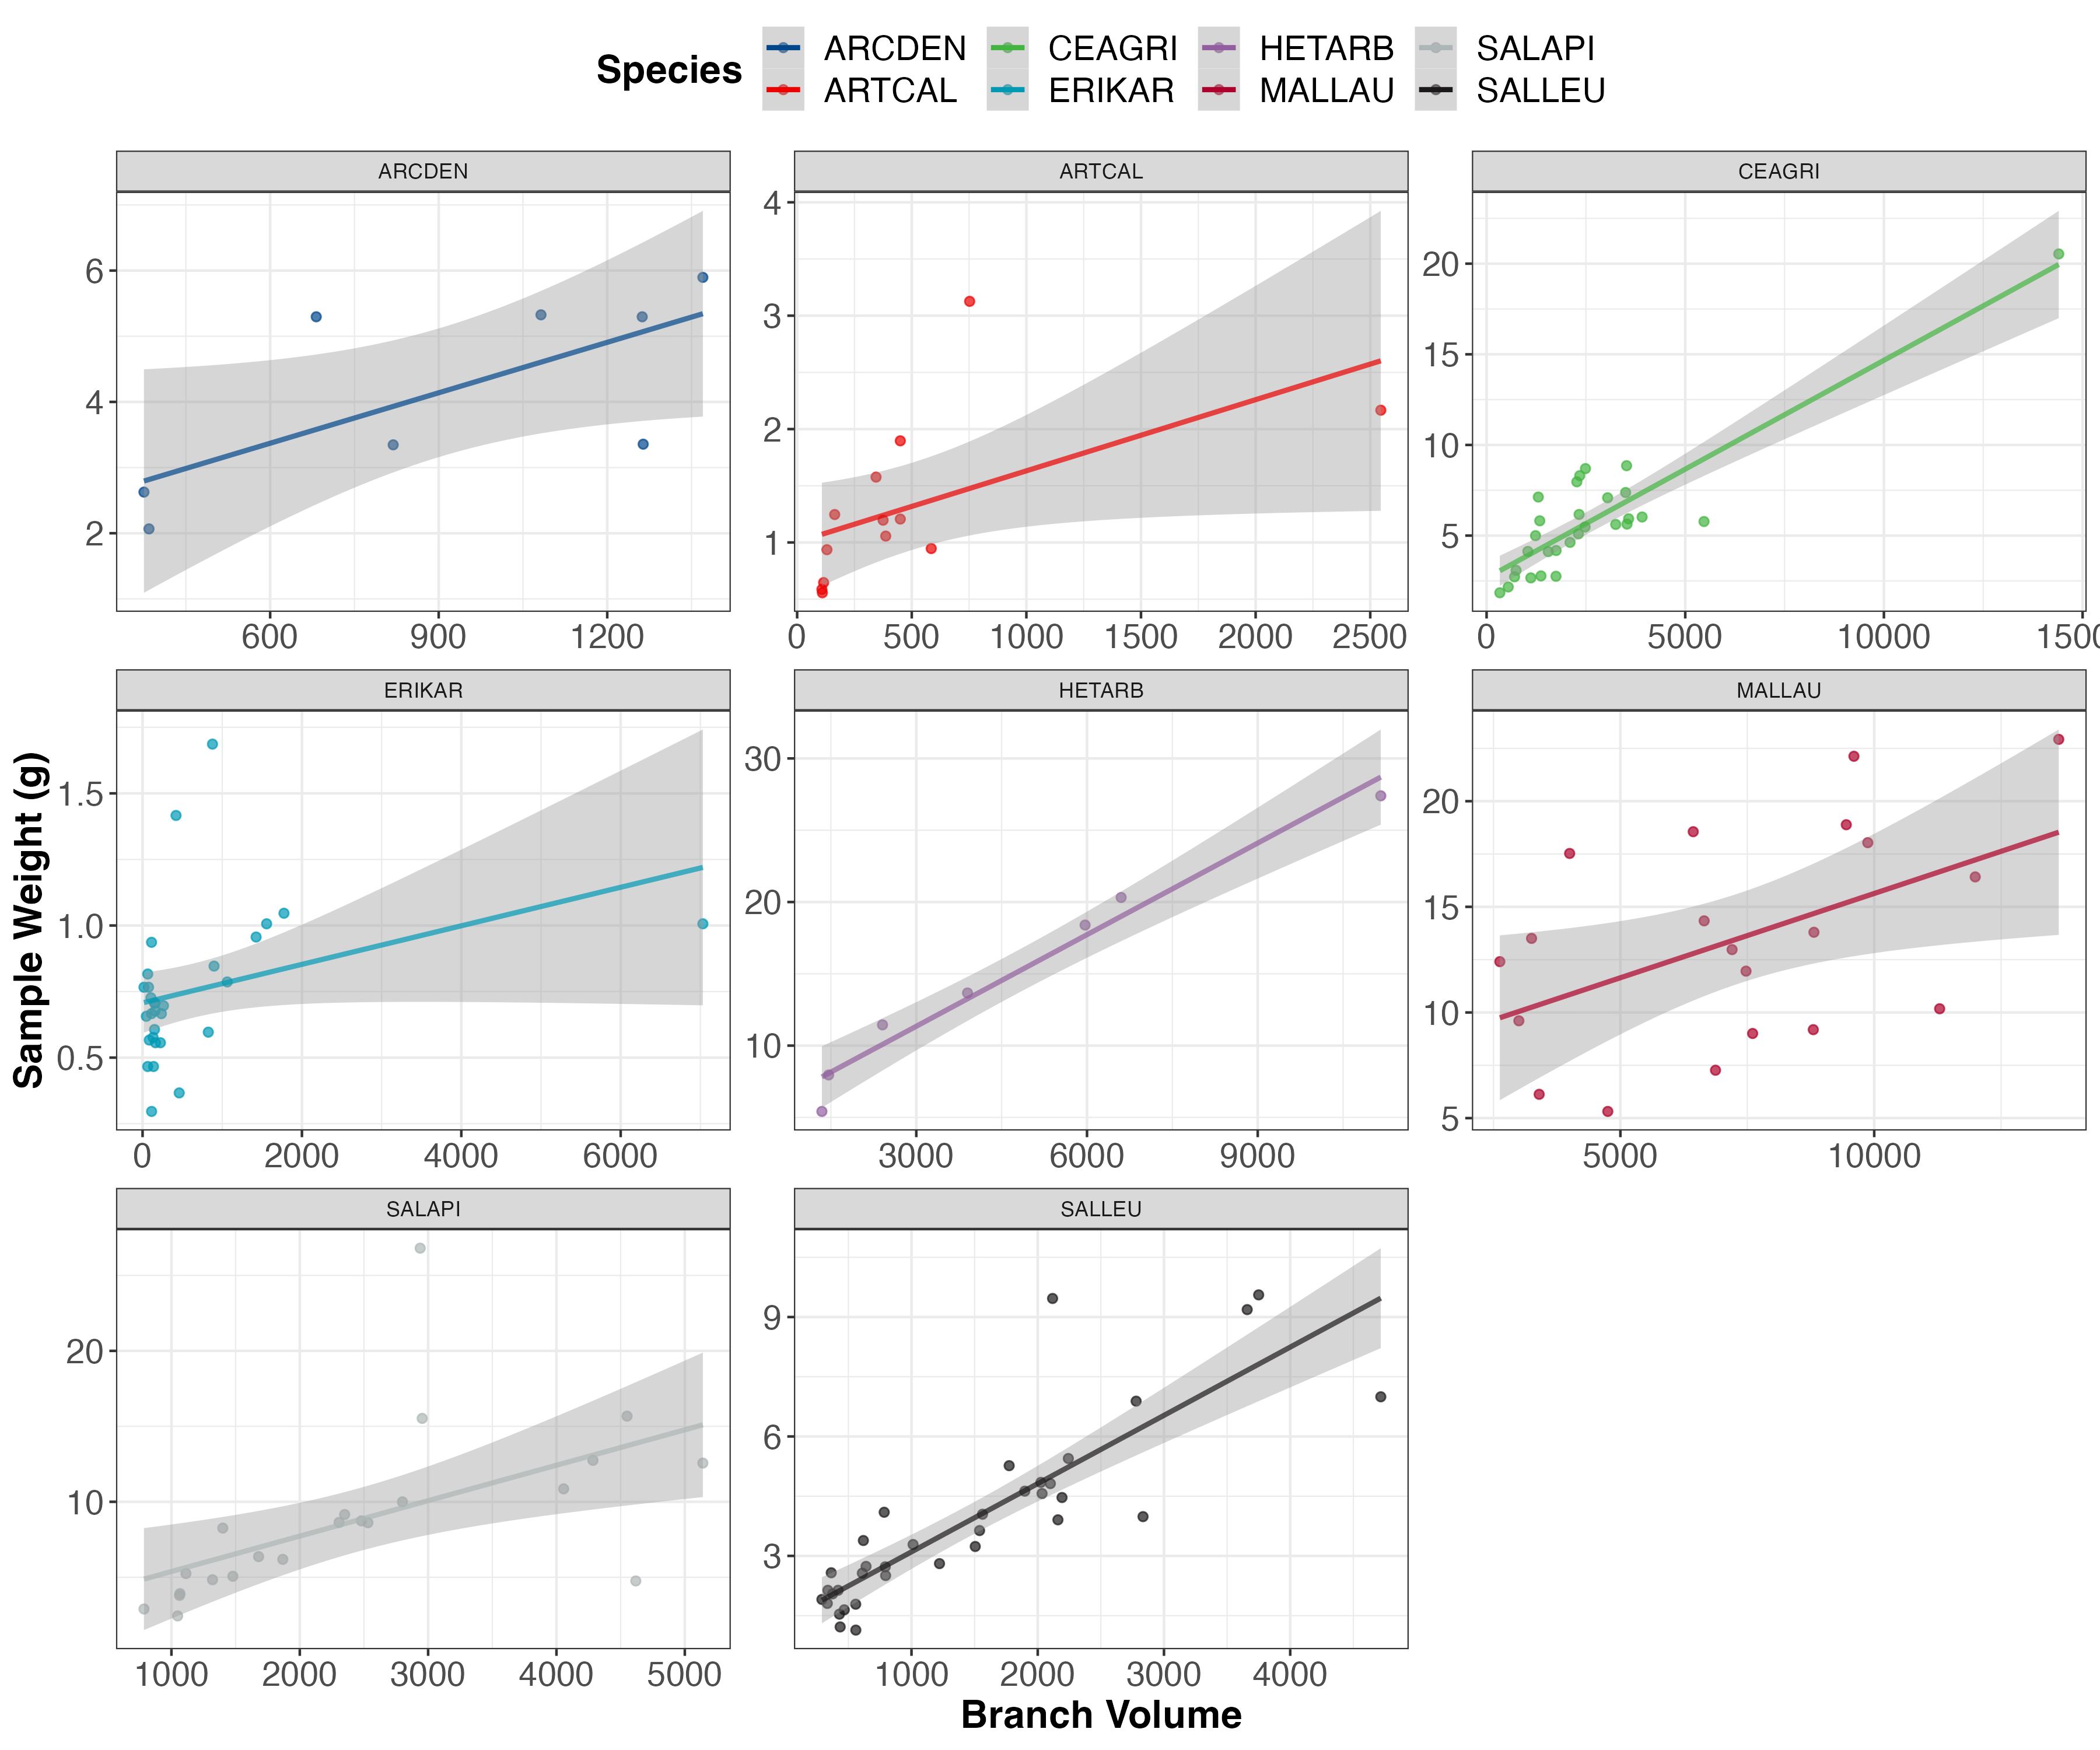 Species
ARCDEN CEAGRI HETARB SALAPI
ARTCAL ERIKAR MALLAU SALLEU
ARCDEN ARTCAL CEAGRI
6
4
2
600 900 1200
4
3
2
1
0 500 1000 1500 2000 2500
20
15
10
5
0 5000 10000 1500
ERIKAR HETARB MALLAU
Sample Weight (g)
1.5
1.0
0.5
0 2000 4000 6000
30
20
10
3000 6000 9000
20
15
10
5
5000 10000
SALAPI SALLEU
20
10
1000 2000 3000 4000 5000
9
6
3
1000 2000 3000 4000
Branch Volume